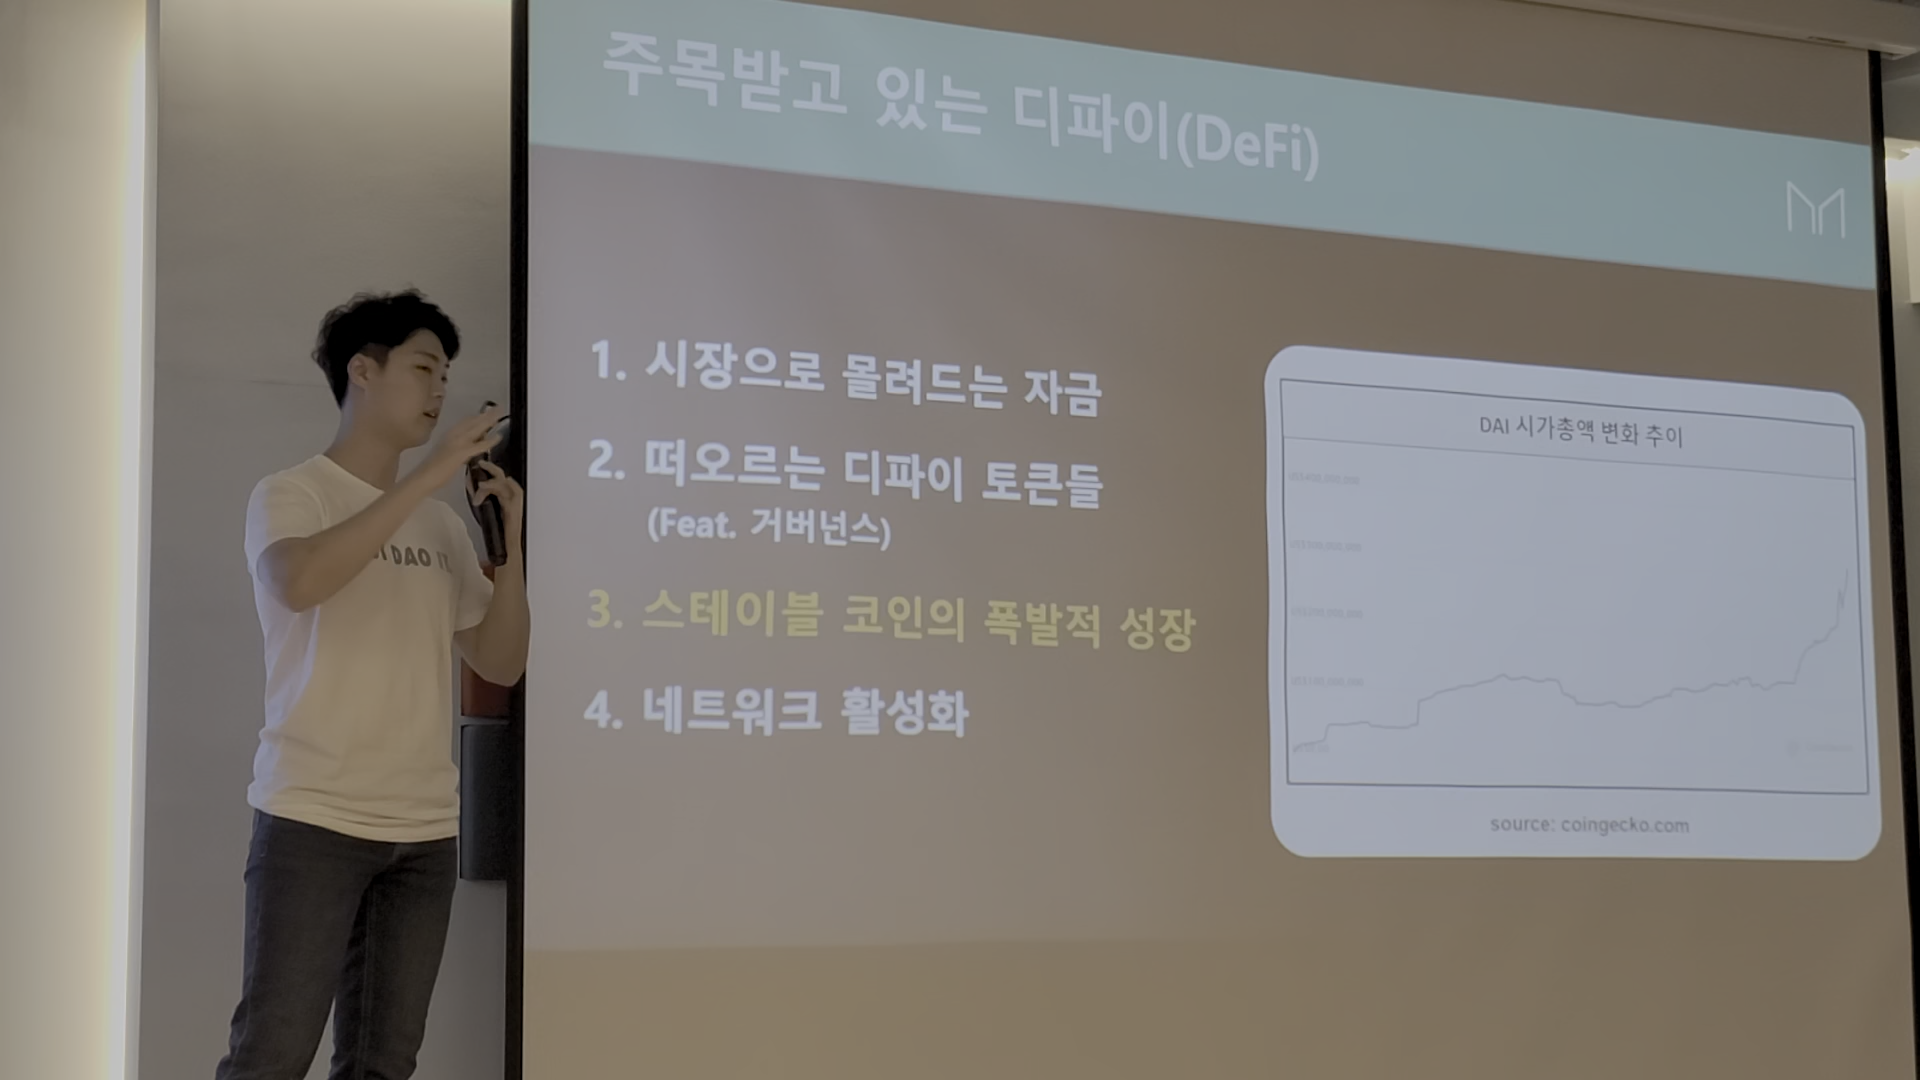 주목받고 있는 디파이(DeFi)
1. 시장으로 몰려드는 자금
2. 떠오르는 디파이 토큰들
(Feat. 거버넌스)
3. 스테이블 코인의 폭발적 성장
4. 네트워크 활성화
DAI 시가총액 변화 추이
source: coingecko.com
DAO